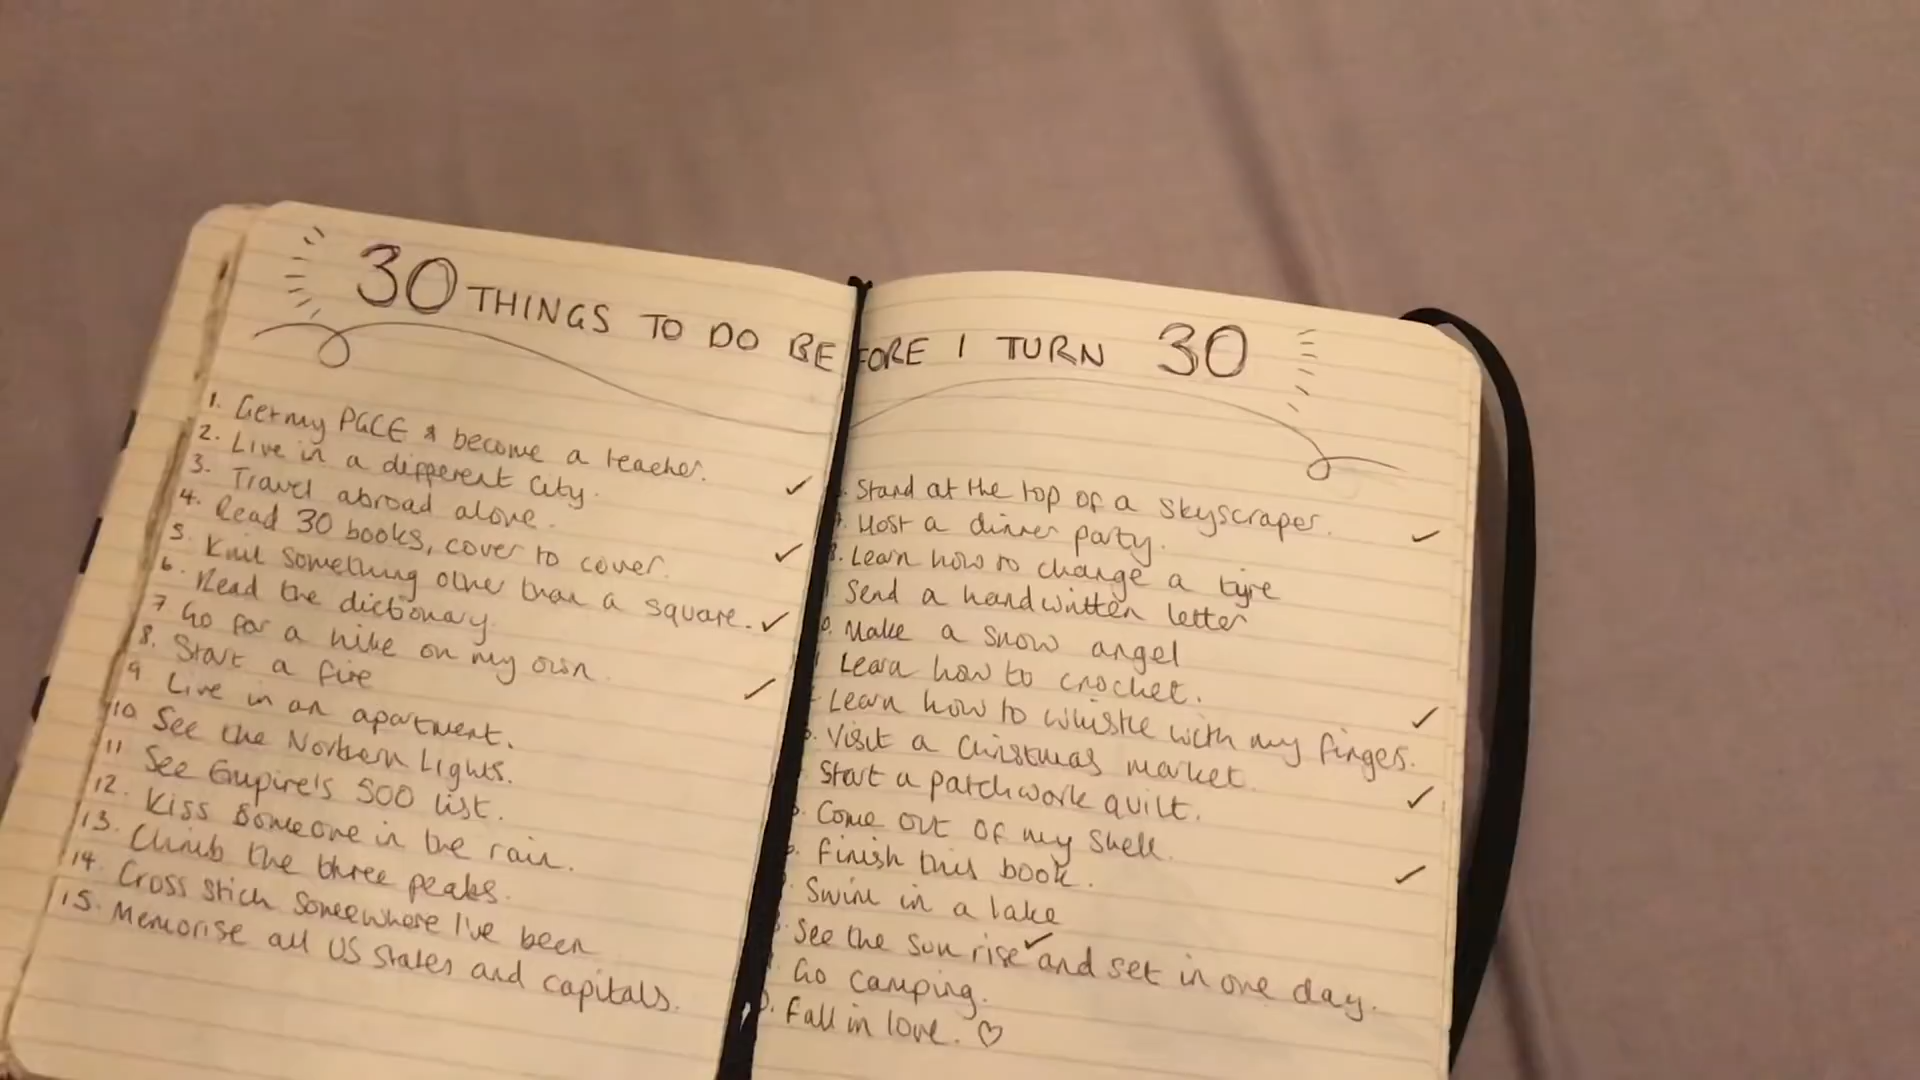 30 THINGS TO DO BEFORE I TURN 30
1. Get my PGCE & become a teacher.
2. Live in a different city. ✓
3. Travel abroad alone.
4. Read 30 books, cover to cover. ✓
5. Knit something other than a square. ✓
6. Read the dictionary.
7. Go for a hike on my own.
8. Start a fire ✓
9 Live in an apartment.
10 See the Northern Lights.
11 See Empire's 500 list.
12. Kiss someone in the rain.
13. Climb the three peaks.
14. Cross stich somewhere I've been
15. Memorise all US states and capitals.
Stand at the top of a skyscraper.
Host a dinner party. ✓
8. Learn how to change a tyre
Send a handwritten letter
0. Make a snow angel
Learn how to crochet.
Learn how to whistle with my finges. ✓
Visit a Christmas market.
Start a patchwork quilt. ✓
Come out of my shell.
Finish this book. ✓
Swim in a lake
See the sun rise ✓ and set in one day.
Go camping.
0. Fall in love. ♡